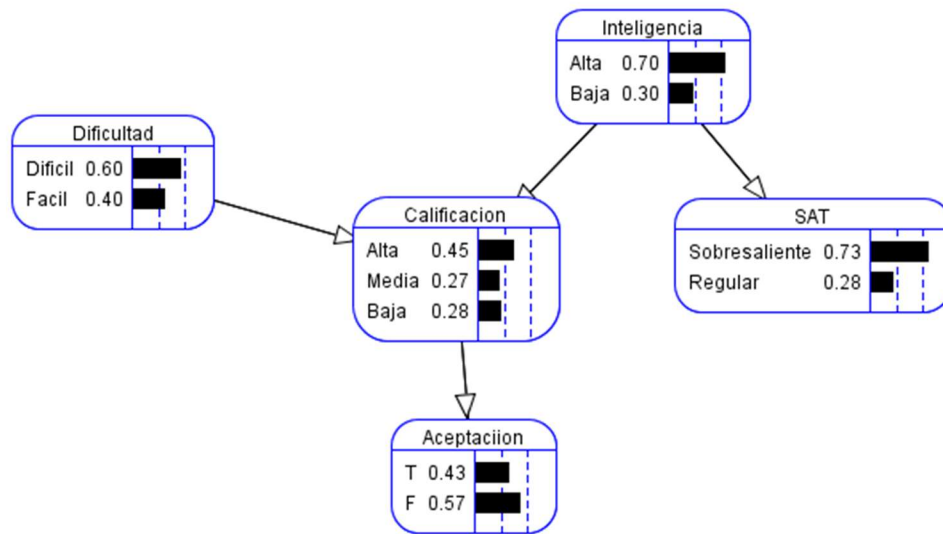 Inteligencia
Alta 0.70
Baja 0.30
Dificultad
Dificil 0.60
Facil 0.40
Calificacion
Alta 0.45
Media 0.27
Baja 0.28
SAT
Sobresaliente 0.73
Regular 0.28
Aceptaciion
T 0.43
F 0.57